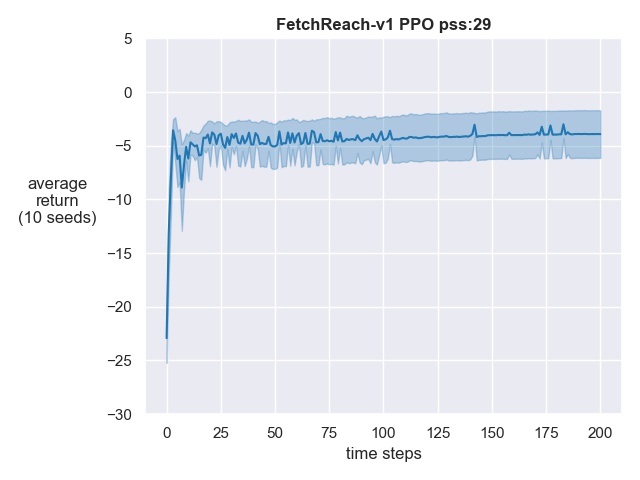 FetchReach-v1 PPO pss:29
5
0
−5
−10
−15
−20
−25
−30
average
return
(10 seeds)
0 25 50 75 100 125 150 175 200
time steps